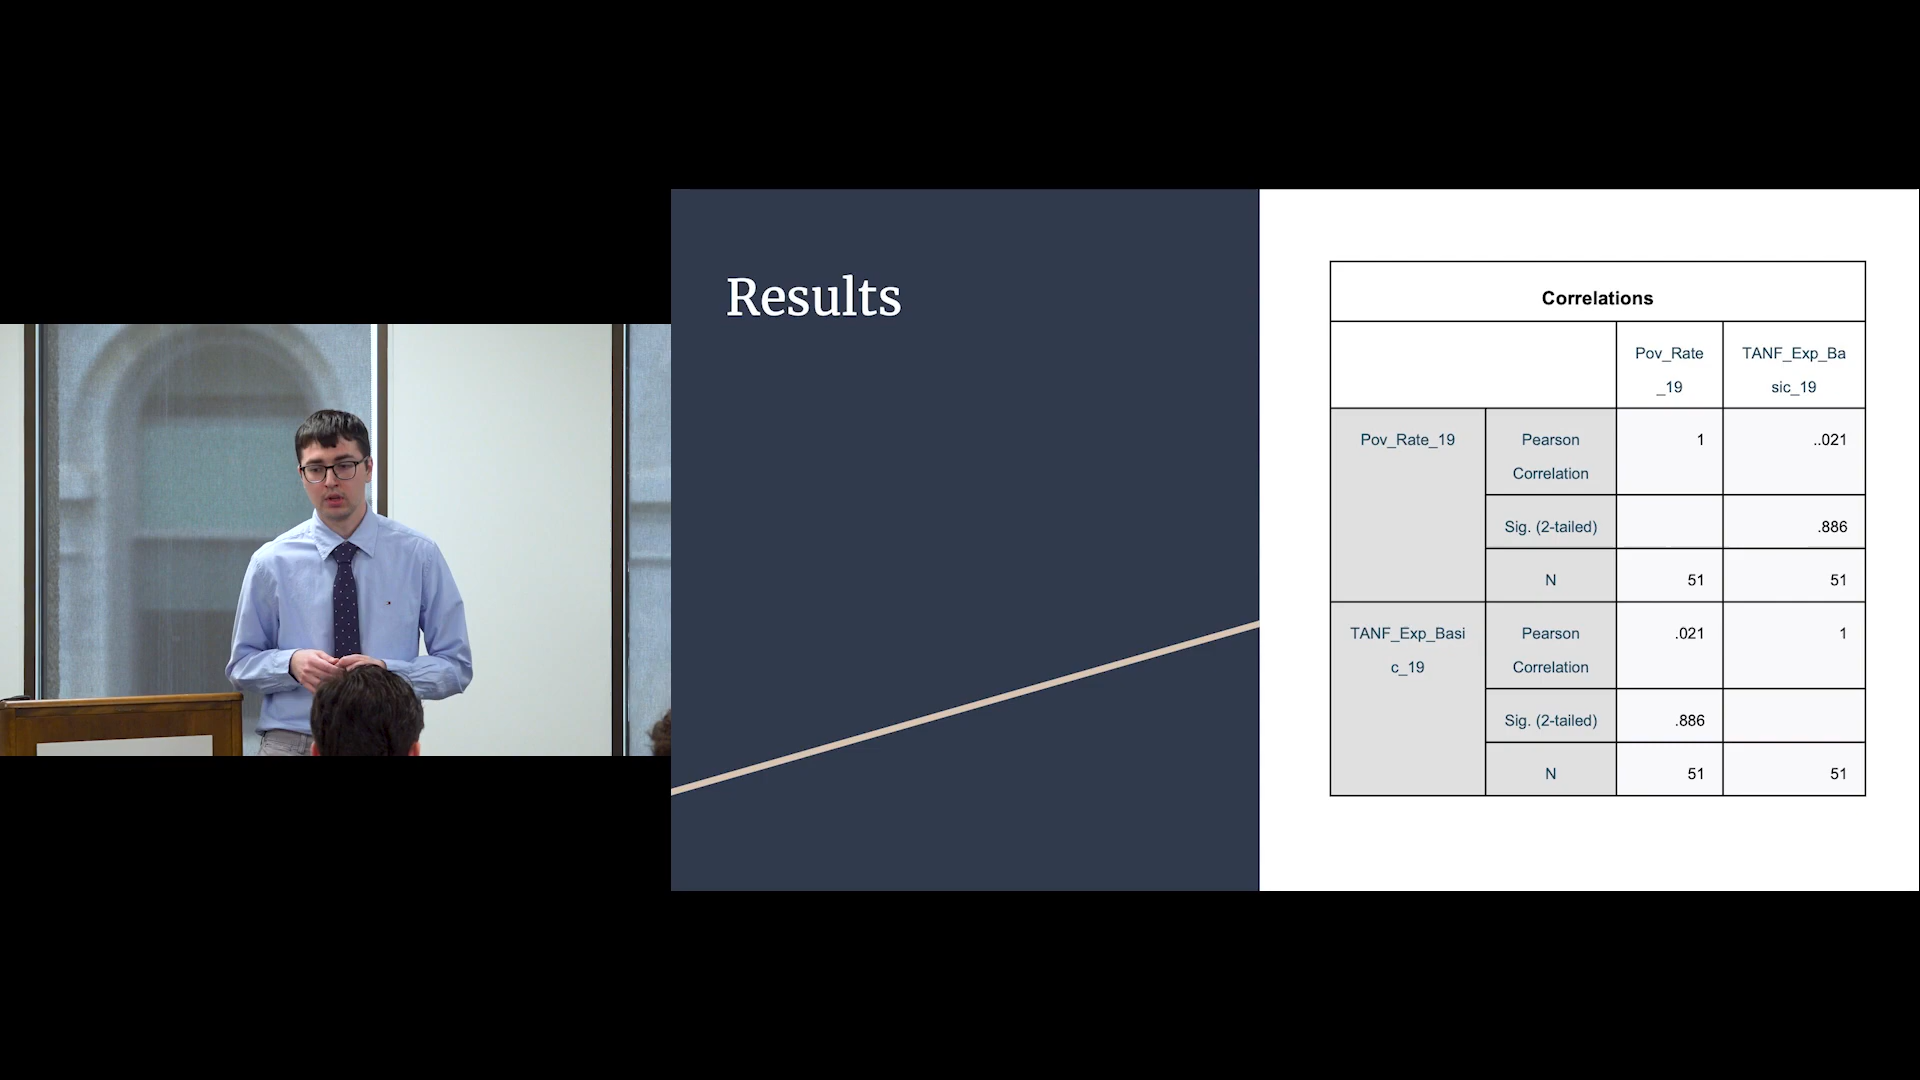 Results
Correlations
Pov_Rate
_19
TANF_Exp_Ba
sic_19
Pov_Rate_19
Pearson
Correlation
1
..021
Sig. (2-tailed)
.886
N
51
51
TANF_Exp_Basi
c_19
Pearson
Correlation
.021
1
Sig. (2-tailed)
.886
N
51
51